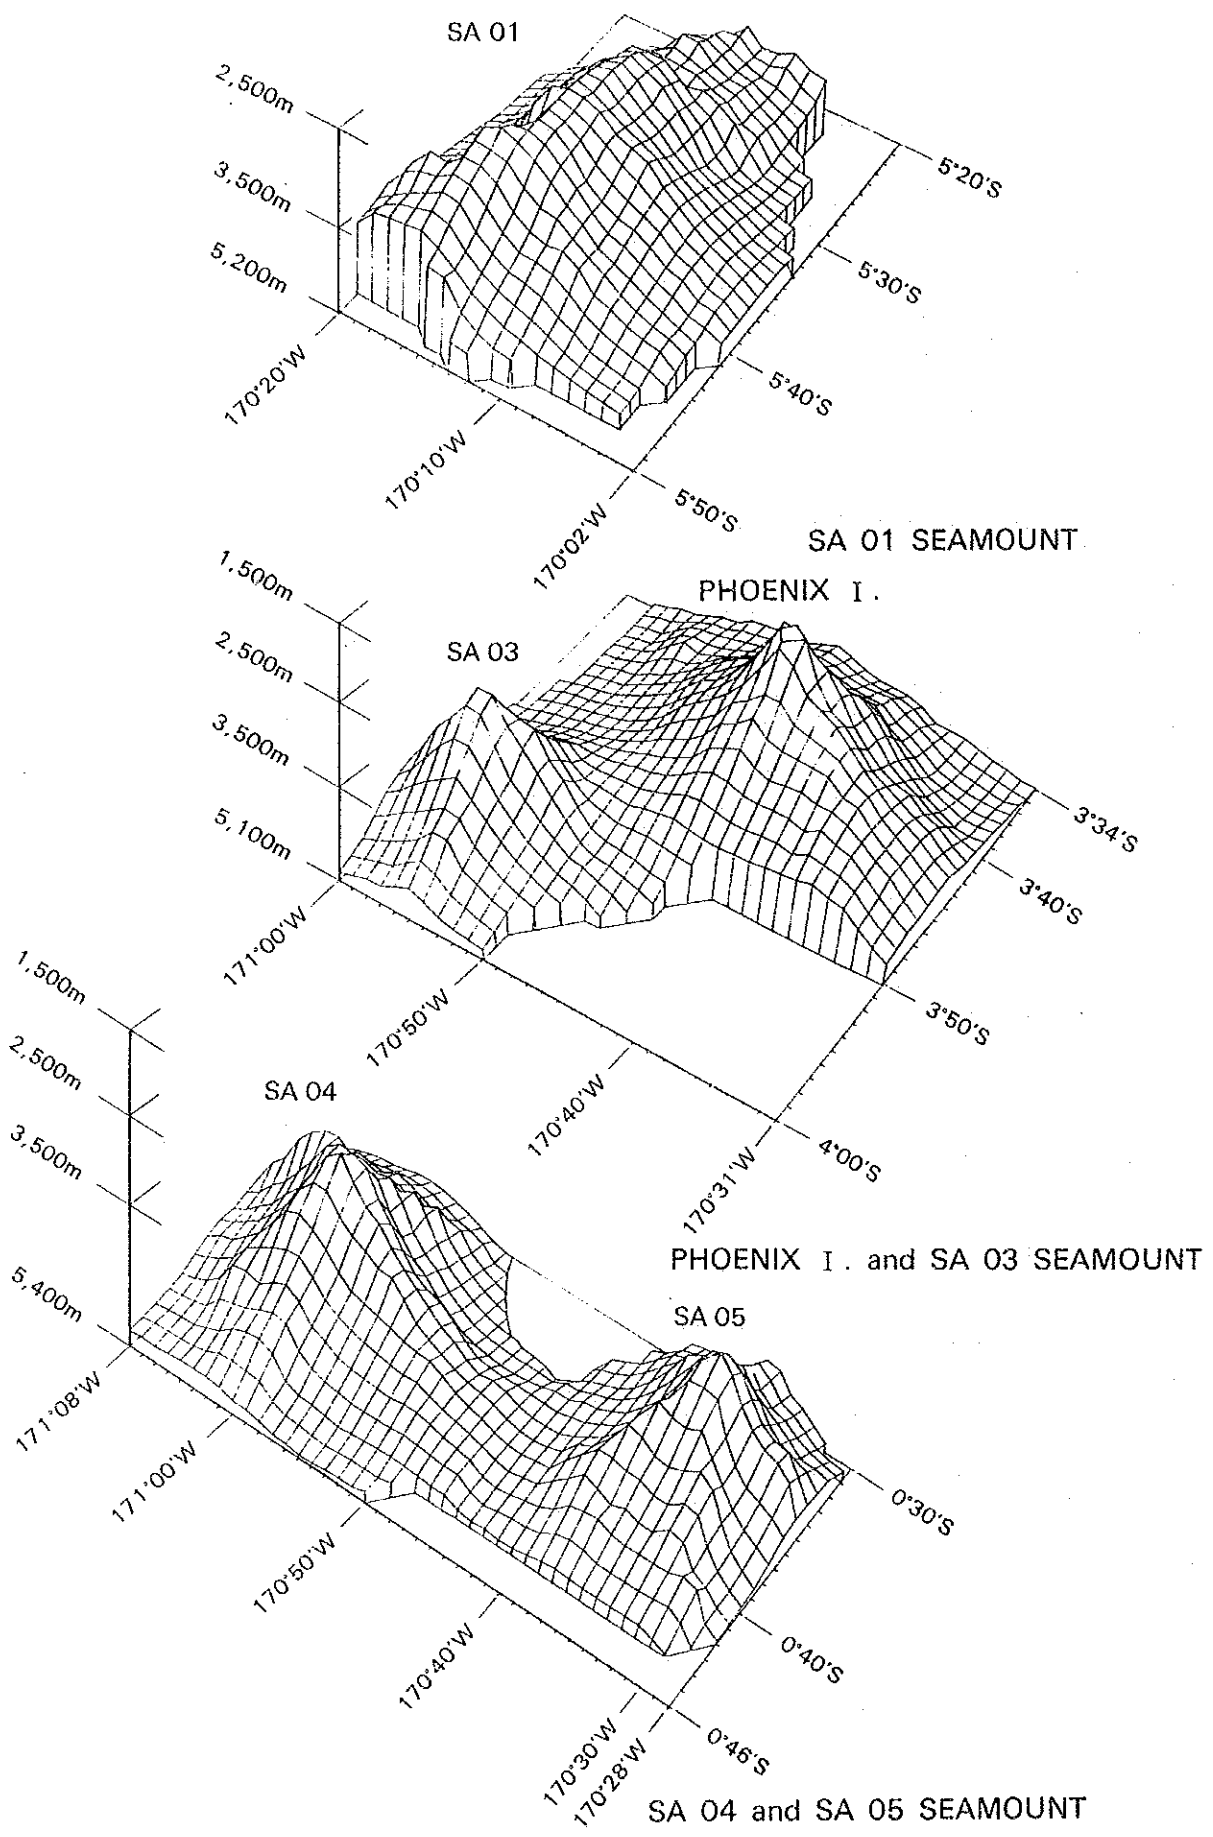 SA 01
2,500m
3,500m
5,200m
170°20'W
170°10'W
170°02'W
5°20'S
5°30'S
5°40'S
5°50'S
SA 01 SEAMOUNT
PHOENIX I.
SA 03
1,500m
2,500m
3,500m
5,100m
171°00'W
170°50'W
170°40'W
170°31'W
3°34'S
3°40'S
3°50'S
4°00'S
PHOENIX I. and SA 03 SEAMOUNT
SA 04
SA 05
1,500m
2,500m
3,500m
5,400m
171°08'W
171°00'W
170°50'W
170°40'W
170°30'W
170°28'W
0°30'S
0°40'S
0°46'S
SA 04 and SA 05 SEAMOUNT